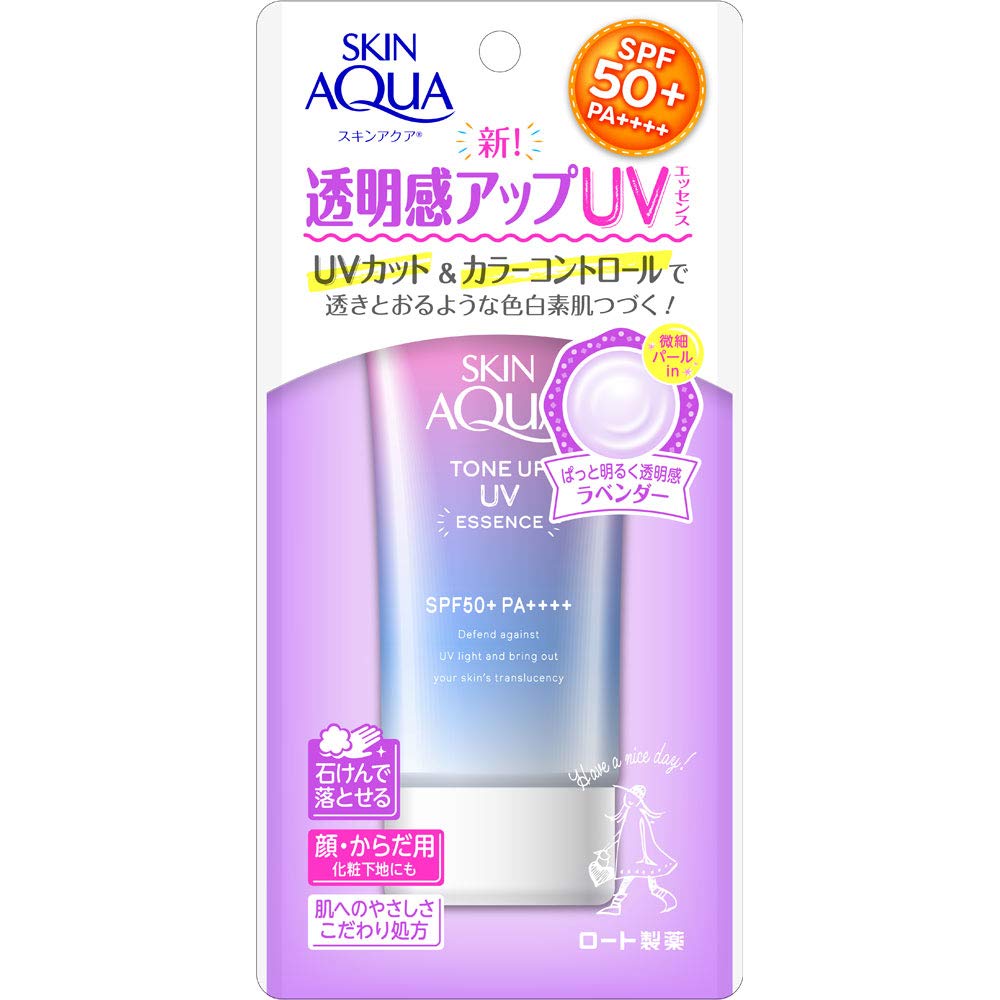 SKIN
AQUA
スキンアクア®
SPF
50+
PA++++
新!
透明感アップUV
エッセンス
UVカット&カラーコントロールで
透きとおるような色白素肌つづく!
微細
パール
in
SKIN
AQUA
TONE UP
UV
ESSENCE
ぱっと明るく透明感
ラベンダー
SPF50+ PA++++
Defend against
UV light and bring out
your skin's translucency
Have a nice day!
石けんで
落とせる
顔・からだ用
化粧下地にも
肌へのやさしさ
こだわり処方
ロート製薬